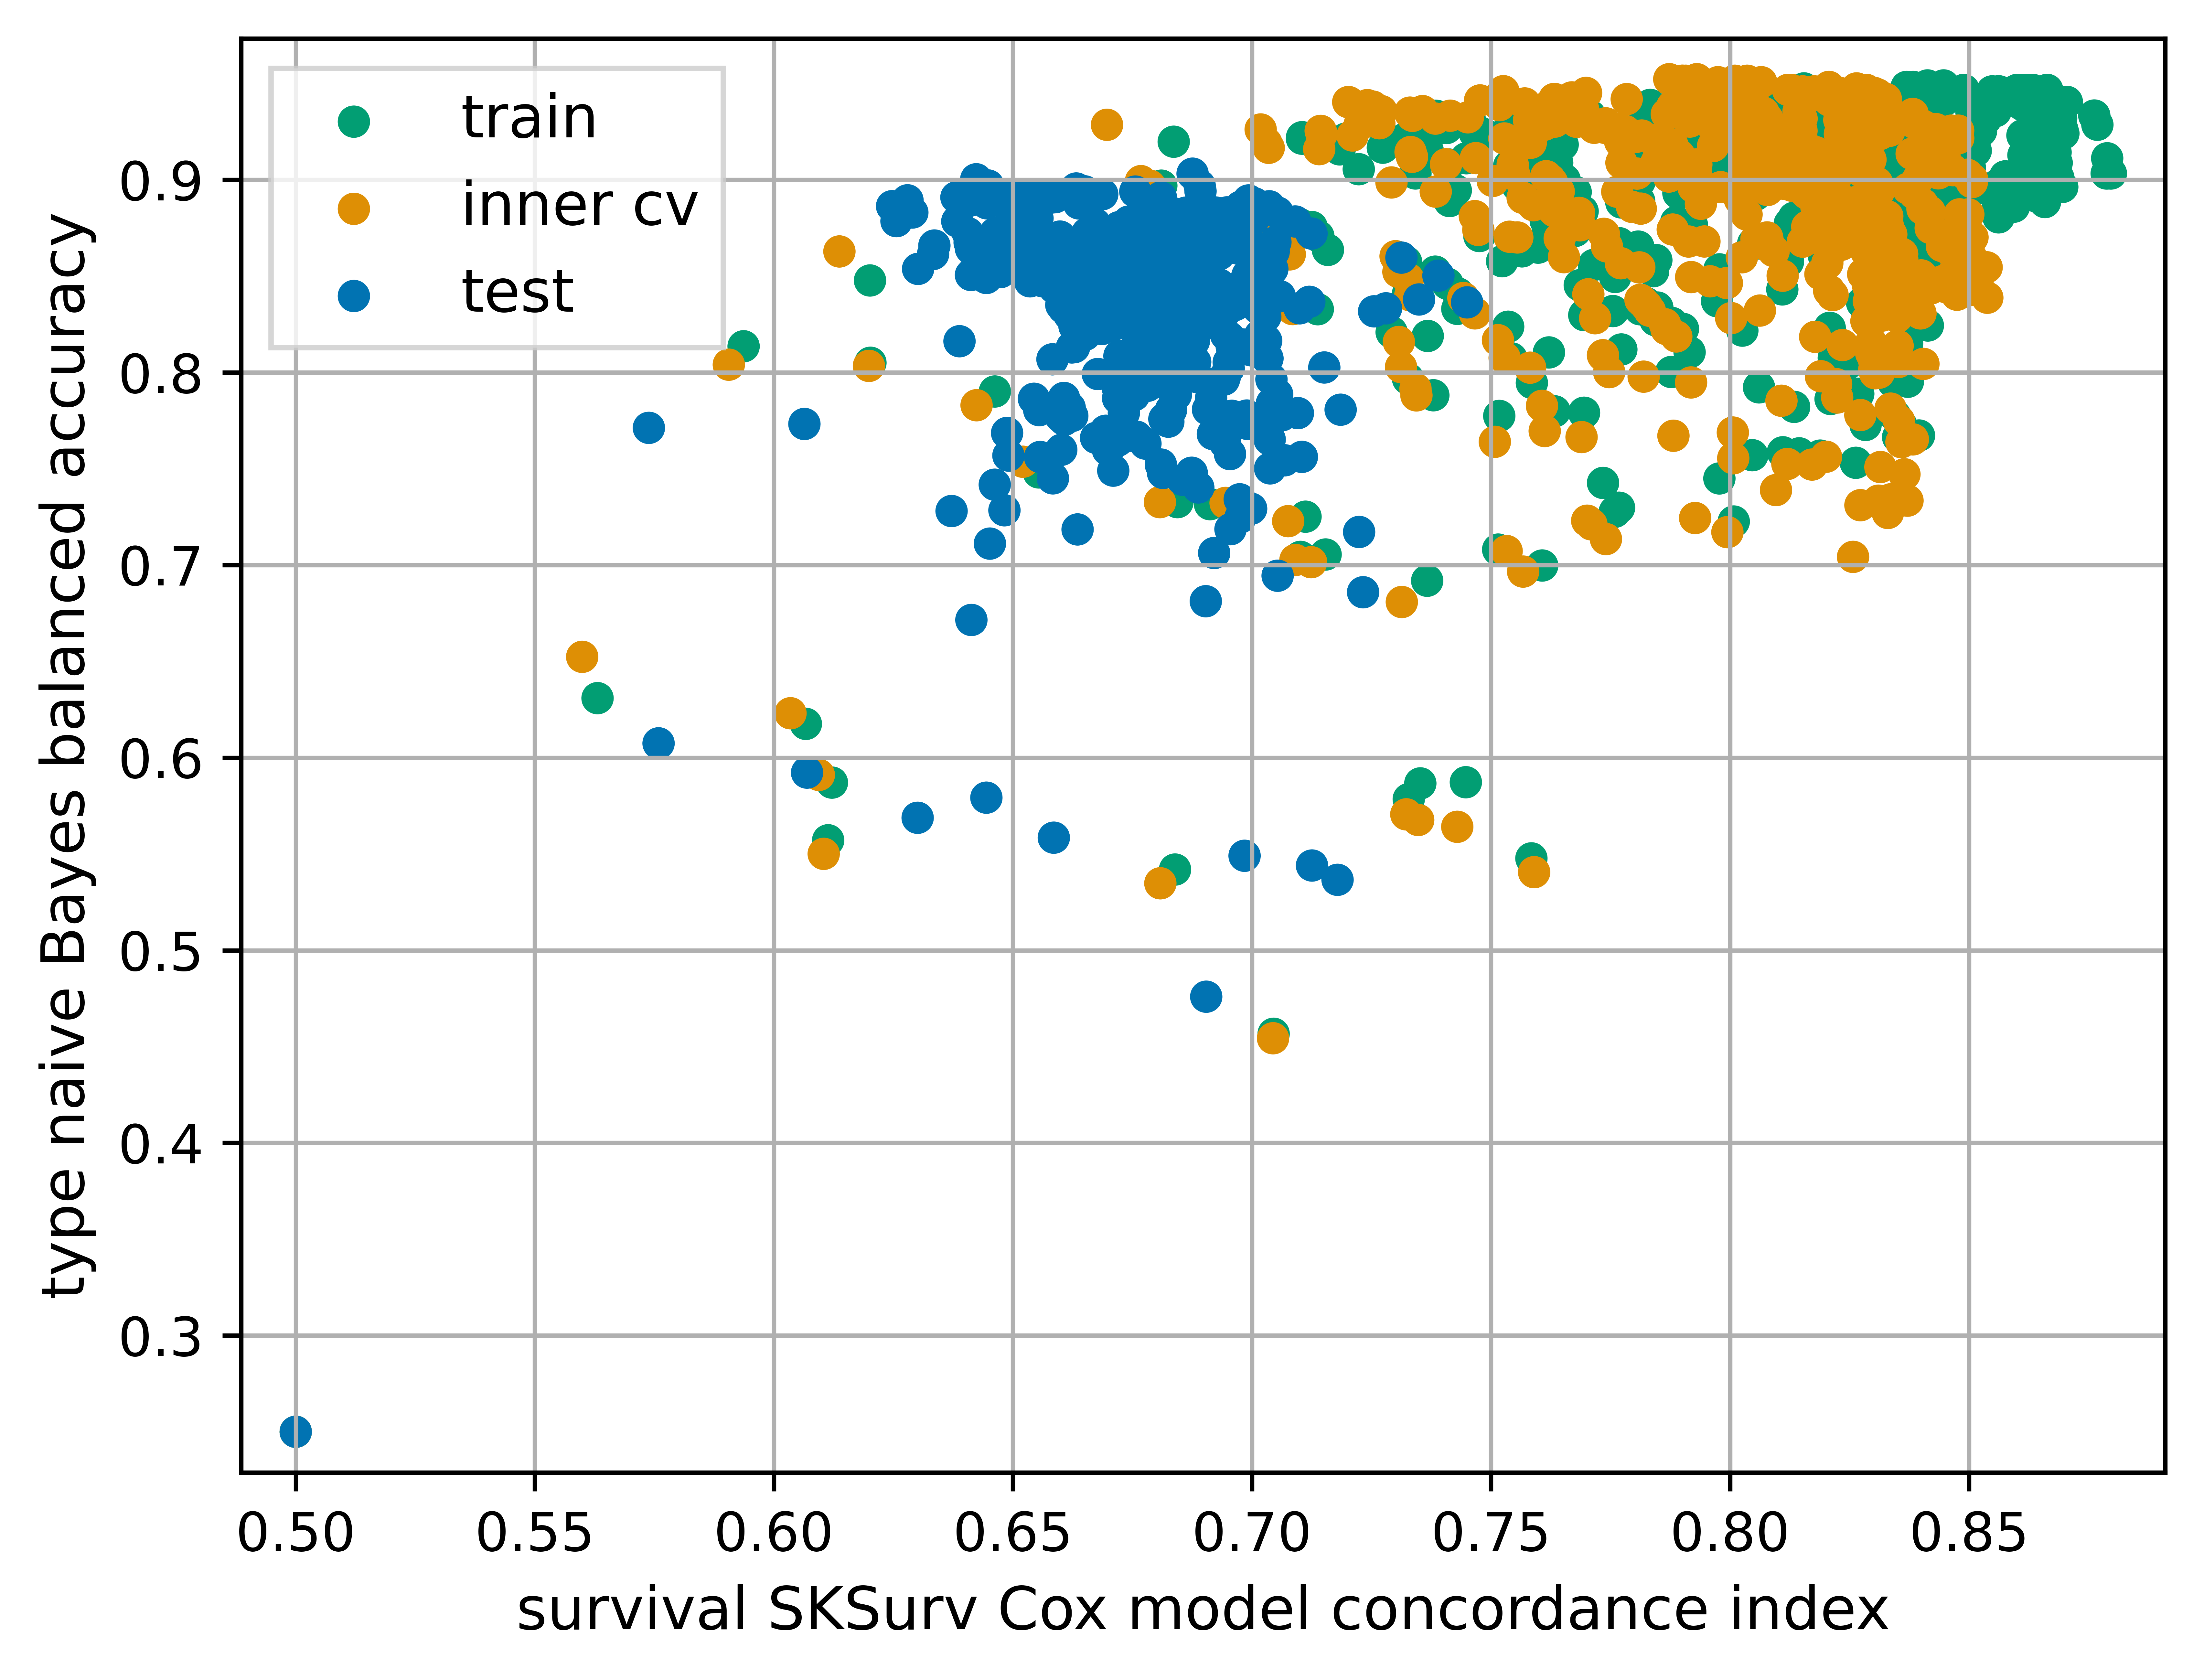 train
inner cv
test
type naive Bayes balanced accuracy
0.9
0.8
0.7
0.6
0.5
0.4
0.3
0.50 0.55 0.60 0.65 0.70 0.75 0.80 0.85
survival SKSurv Cox model concordance index